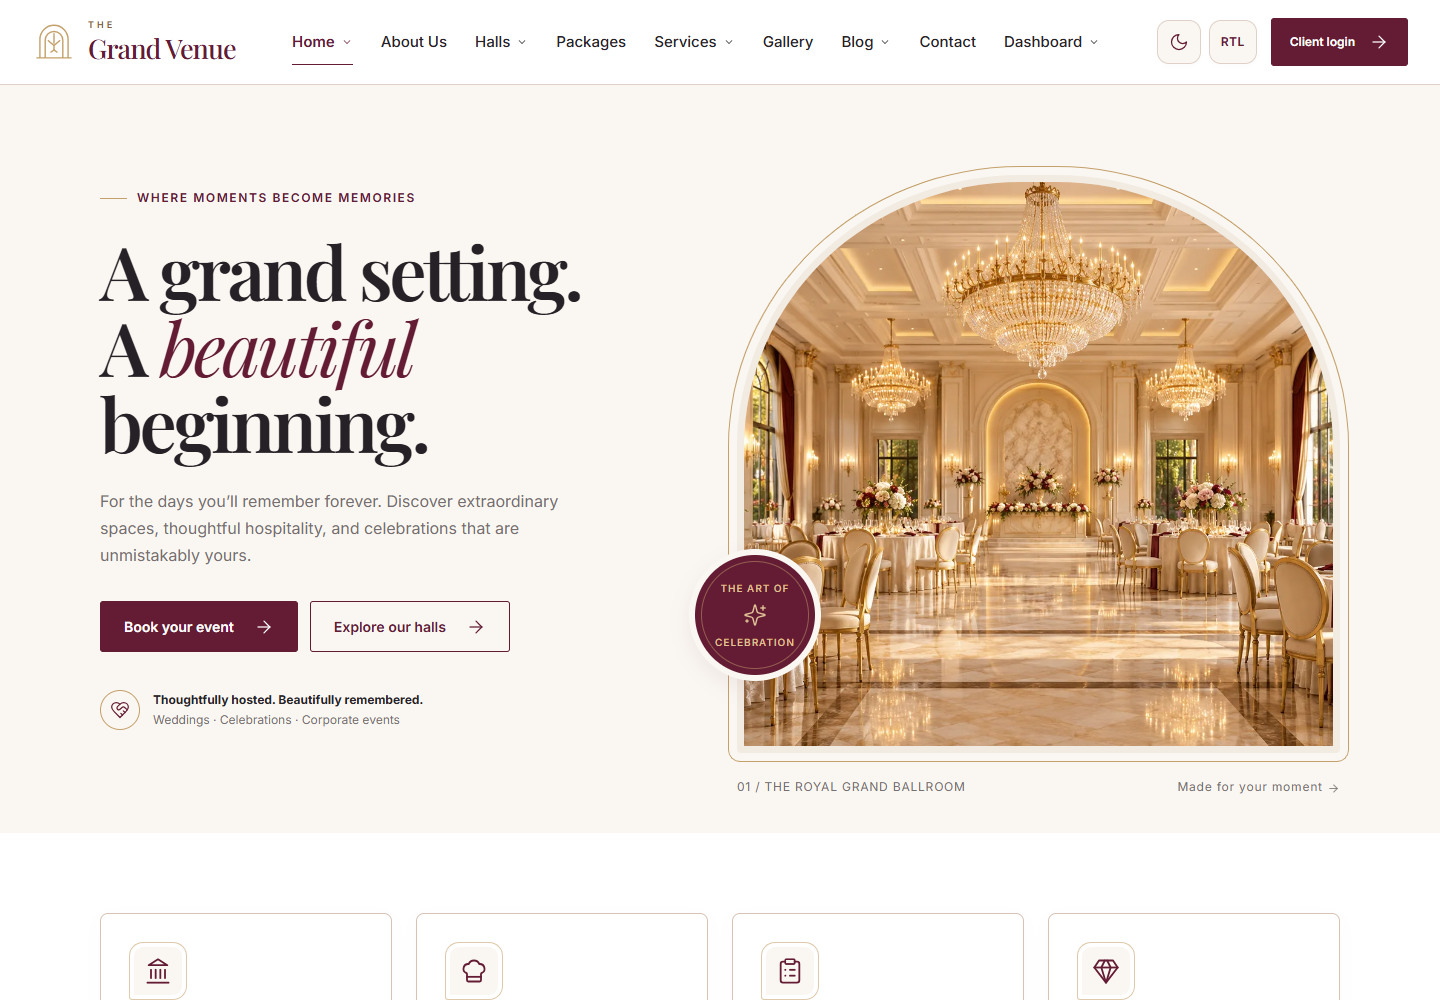 THE
Grand Venue
Home
About Us
Halls
Packages
Services
Gallery
Blog
Contact
Dashboard
RTL
Client login
WHERE MOMENTS BECOME MEMORIES
A grand setting.
A beautiful
beginning.
For the days you’ll remember forever. Discover extraordinary
spaces, thoughtful hospitality, and celebrations that are
unmistakably yours.
Book your event
Explore our halls
Thoughtfully hosted. Beautifully remembered.
Weddings · Celebrations · Corporate events
THE ART OF
CELEBRATION
01 / THE ROYAL GRAND BALLROOM
Made for your moment